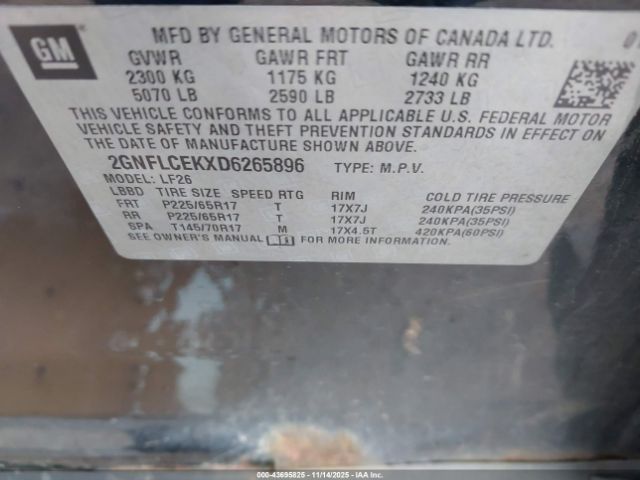 GM
MFD BY GENERAL MOTORS OF CANADA LTD.
GVWR GAWR FRT GAWR RR
2300 KG 1175 KG 1240 KG
5070 LB 2590 LB 2733 LB
THIS VEHICLE CONFORMS TO ALL APPLICABLE U.S. FEDERAL MOTOR
VEHICLE SAFETY AND THEFT PREVENTION STANDARDS IN EFFECT ON
THE DATE OF MANUFACTURE SHOWN ABOVE.
2GNFLCEKXD6265896 TYPE: M.P.V.
MODEL: LF26
LBBD TIRE SIZE SPEED RTG RIM COLD TIRE PRESSURE
FRT P225/65R17 T 17X7J 240KPA(35PSI)
RR P225/65R17 T 17X7J 240KPA(35PSI)
SPA T145/70R17 M 17X4.5T 420KPA(60PSI)
SEE OWNER'S MANUAL FOR MORE INFORMATION.
000-43695825 - 11/14/2025 - IAAI.COM